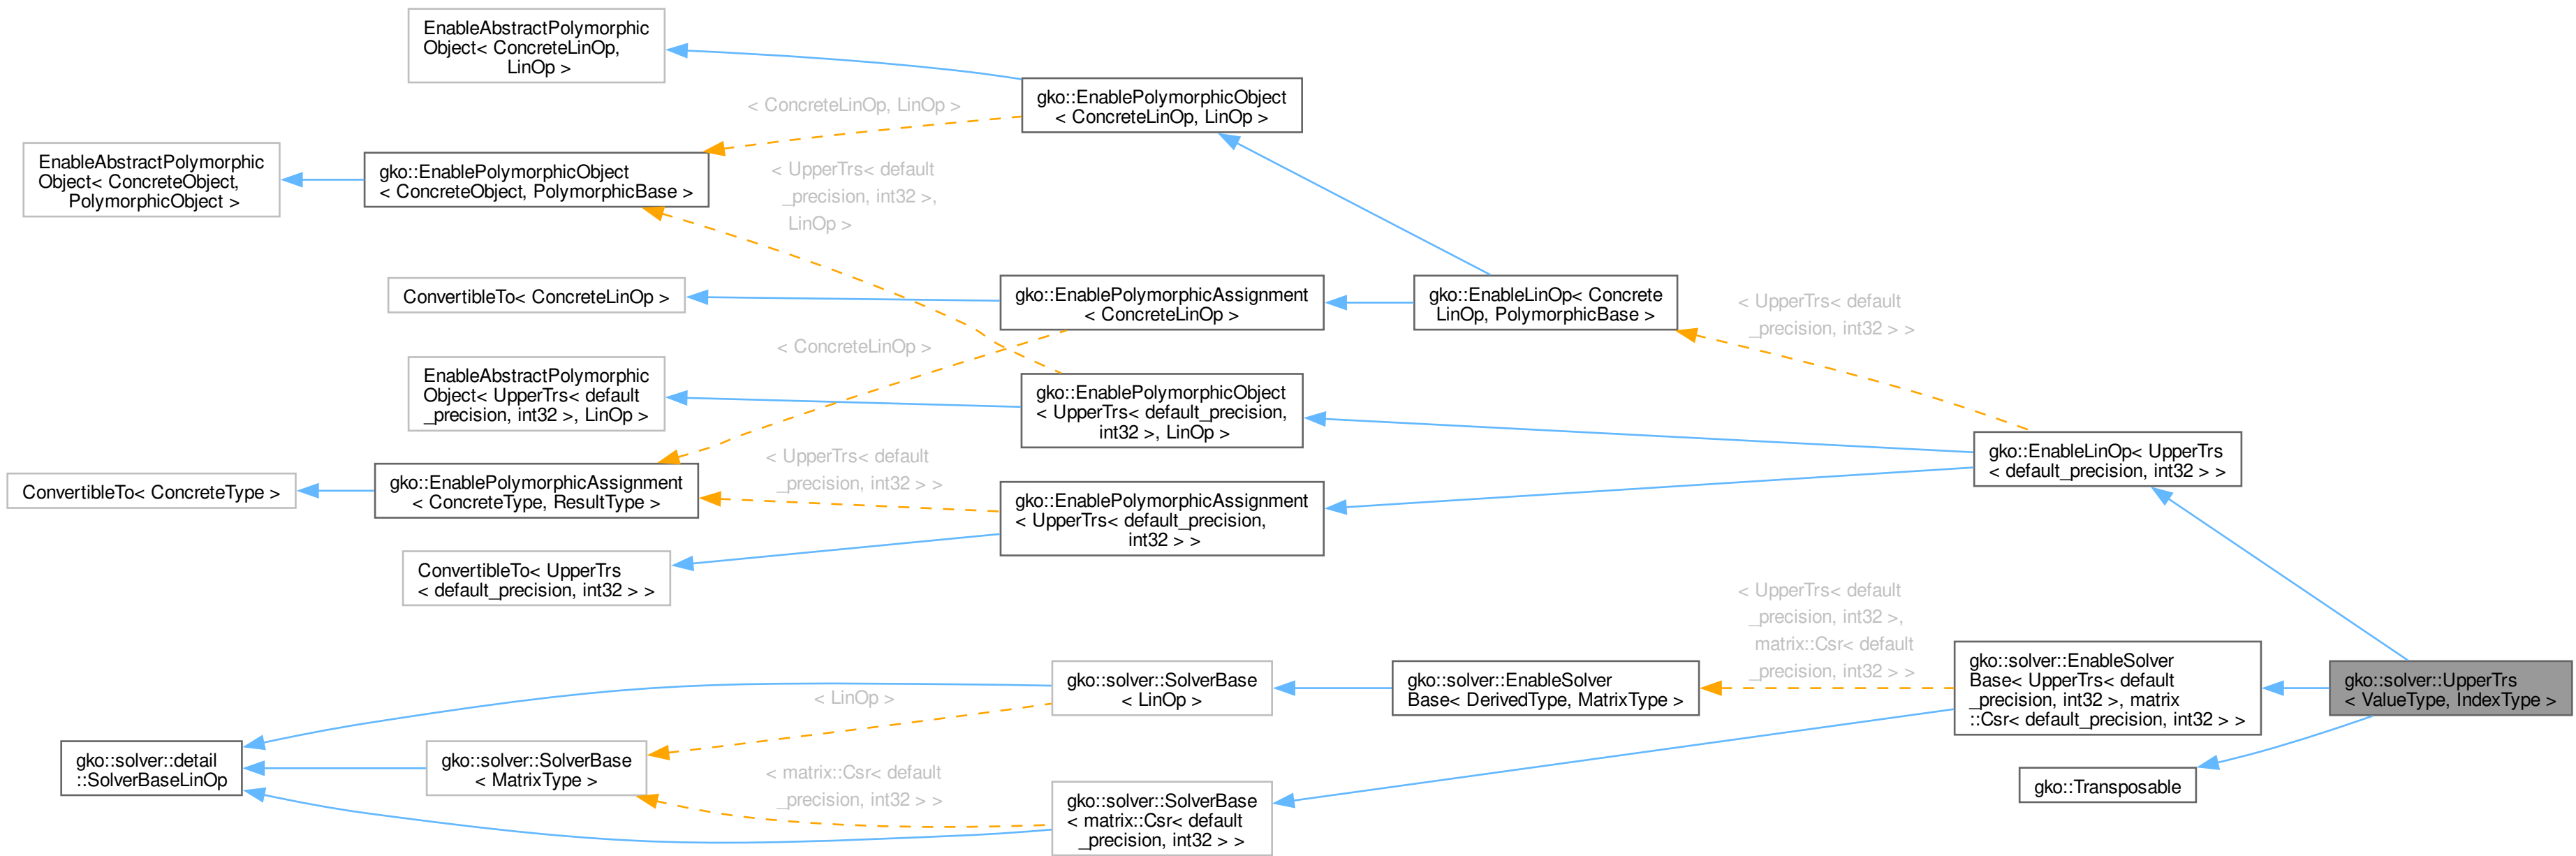 EnableAbstractPolymorphic
Object< ConcreteLinOp,
LinOp >
gko::EnablePolymorphicObject
< ConcreteLinOp, LinOp >
< ConcreteLinOp, LinOp >
EnableAbstractPolymorphic
Object< ConcreteObject,
PolymorphicObject >
gko::EnablePolymorphicObject
< ConcreteObject, PolymorphicBase >
< UpperTrs< default
_precision, int32 >,
LinOp >
ConvertibleTo< ConcreteLinOp >
gko::EnablePolymorphicAssignment
< ConcreteLinOp >
gko::EnableLinOp< Concrete
LinOp, PolymorphicBase >
< UpperTrs< default
_precision, int32 > >
< ConcreteLinOp >
EnableAbstractPolymorphic
Object< UpperTrs< default
_precision, int32 >, LinOp >
gko::EnablePolymorphicObject
< UpperTrs< default_precision,
int32 >, LinOp >
gko::EnableLinOp< UpperTrs
< default_precision, int32 > >
ConvertibleTo< ConcreteType >
gko::EnablePolymorphicAssignment
< ConcreteType, ResultType >
< UpperTrs< default
_precision, int32 > >
gko::EnablePolymorphicAssignment
< UpperTrs< default_precision,
int32 > >
ConvertibleTo< UpperTrs
< default_precision, int32 > >
< UpperTrs< default
_precision, int32 >,
matrix::Csr< default
_precision, int32 > >
gko::solver::SolverBase
< LinOp >
gko::solver::EnableSolver
Base< DerivedType, MatrixType >
gko::solver::EnableSolver
Base< UpperTrs< default
_precision, int32 >, matrix
::Csr< default_precision, int32 > >
gko::solver::UpperTrs
< ValueType, IndexType >
< LinOp >
gko::solver::detail
::SolverBaseLinOp
gko::solver::SolverBase
< MatrixType >
< matrix::Csr< default
_precision, int32 > >
gko::solver::SolverBase
< matrix::Csr< default
_precision, int32 > >
gko::Transposable